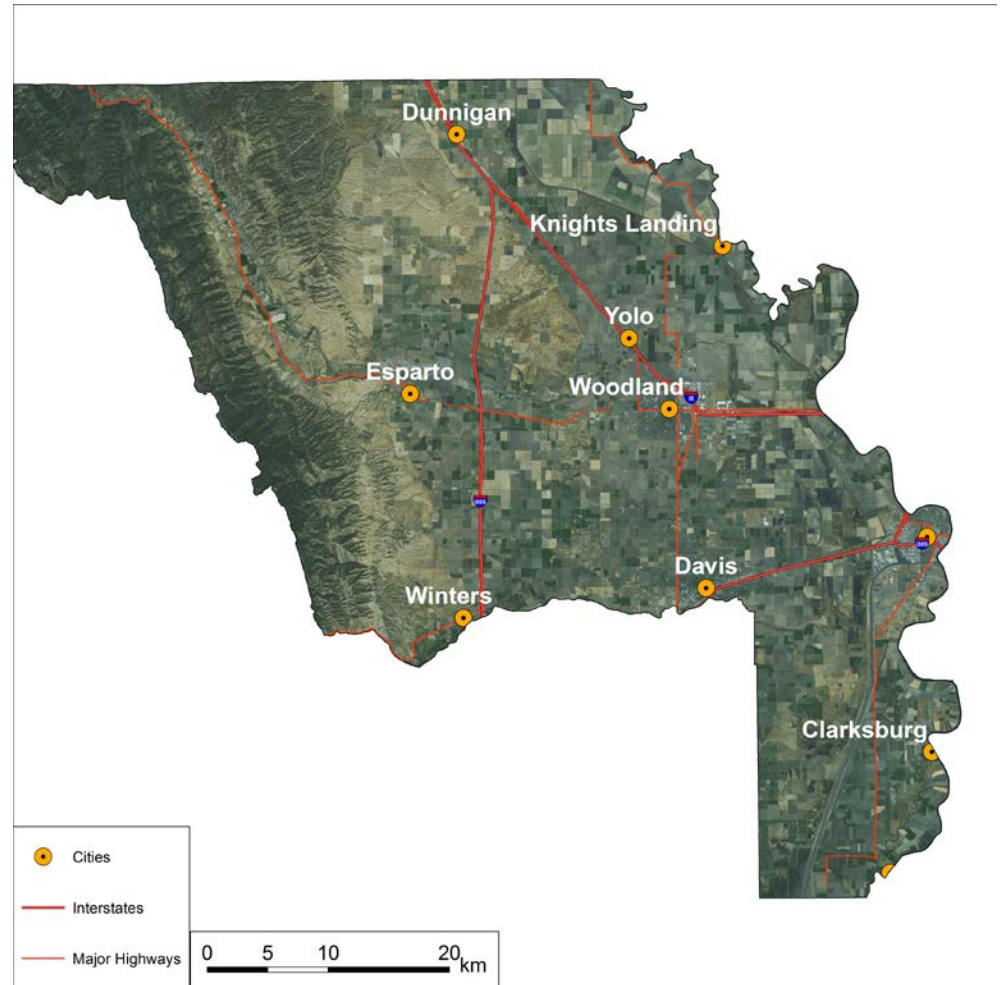 Dunnigan
Knights Landing
Yolo
Esparto
Woodland
Davis
Winters
Clarksburg
Cities
Interstates
Major Highways
0 5 10 20
km